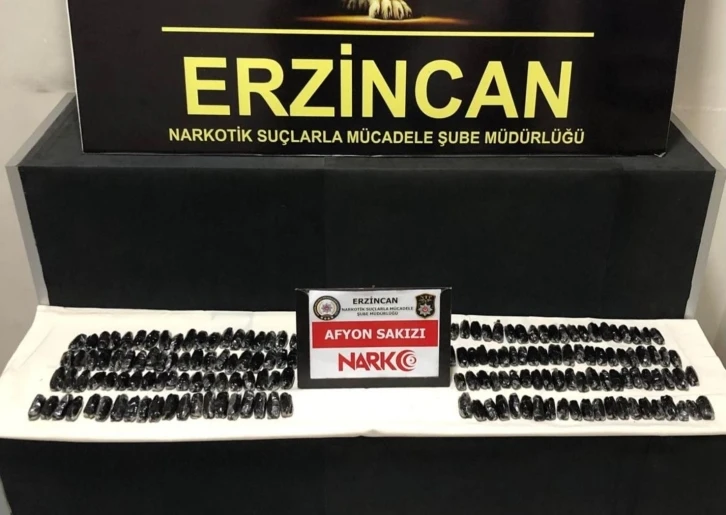 ERZİNCAN
NARKOTİK SUÇLARLA MÜCADELE ŞUBE MÜDÜRLÜĞÜ
ERZİNCAN
NARKOTİK SUÇLARLA MÜCADELE
ŞUBE MÜDÜRLÜĞÜ
AFYON SAKIZI
NARKO